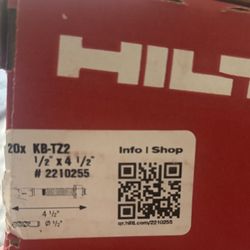 HILT
20x KB-TZ2
1/2" x 4 1/2"
# 2210255
Info | Shop
4 1/2"
Ø 1/2"
qr.hilti.com/2210255